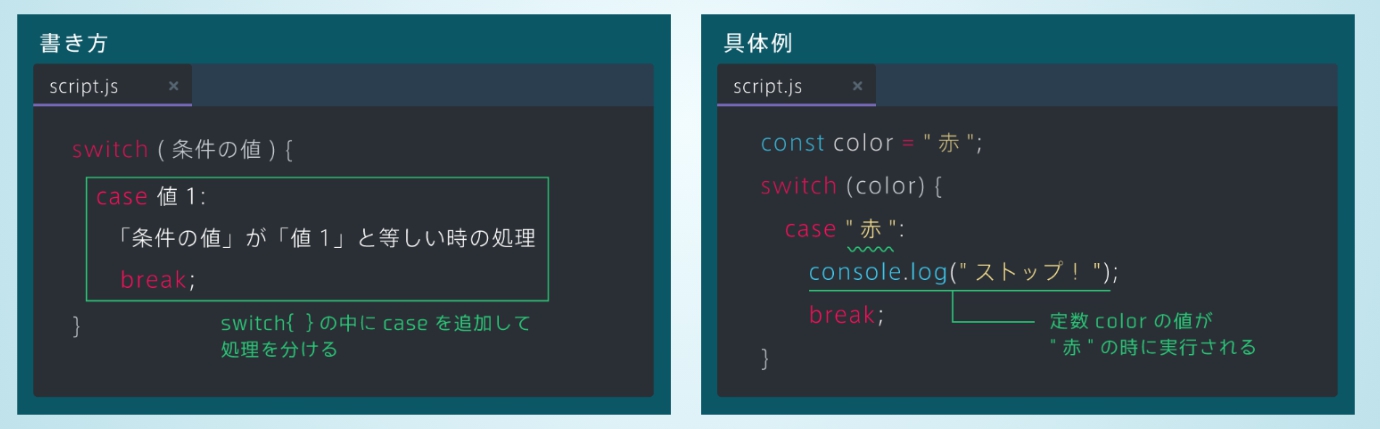 書き方
script.js ×
switch ( 条件の値 ) {
case 値 1:
「条件の値」が「値 1」と等しい時の処理
break;
}
switch{ } の中に case を追加して
処理を分ける
具体例
script.js ×
const color = " 赤 ";
switch (color) {
case " 赤 ":
console.log(" ストップ！ ");
break;
}
定数 color の値が
" 赤 " の時に実行される